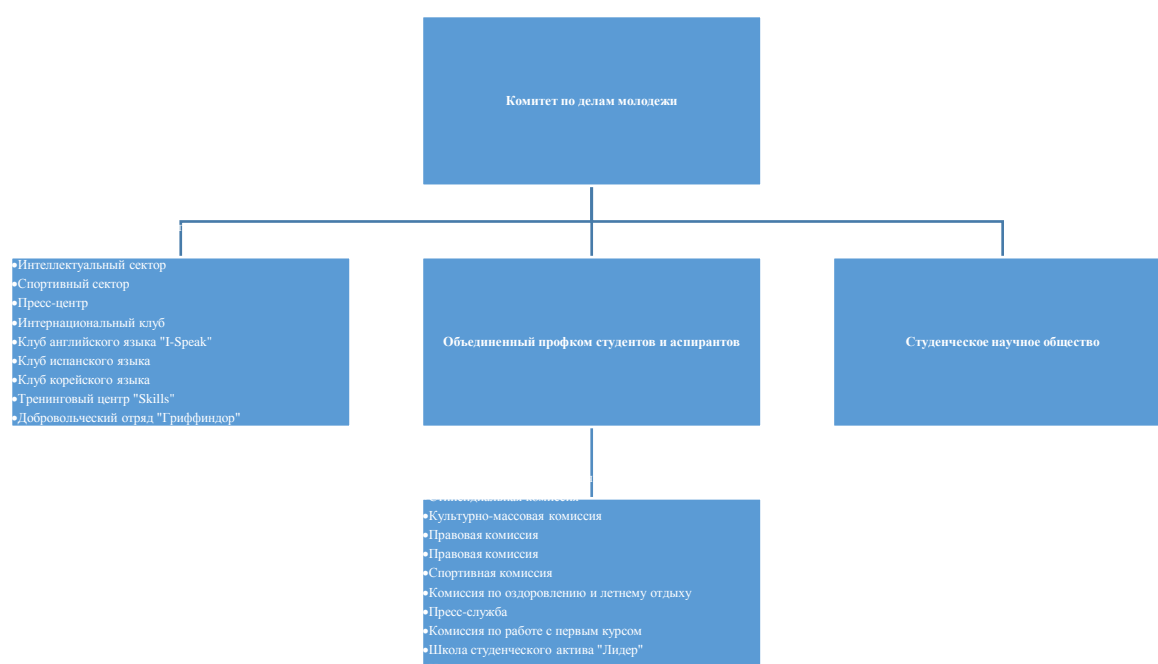 Комитет по делам молодежи
•Интеллектуальный сектор
•Спортивный сектор
•Пресс-центр
•Интернациональный клуб
•Клуб английского языка "I-Speak"
•Клуб испанского языка
•Клуб корейского языка
•Тренинговый центр "Skills"
•Добровольческий отряд "Гриффиндор"
Объединенный профком студентов и аспирантов
Студенческое научное общество
•Культурно-массовая комиссия
•Правовая комиссия
•Правовая комиссия
•Спортивная комиссия
•Комиссия по оздоровлению и летнему отдыху
•Пресс-служба
•Комиссия по работе с первым курсом
•Школа студенческого актива "Лидер"